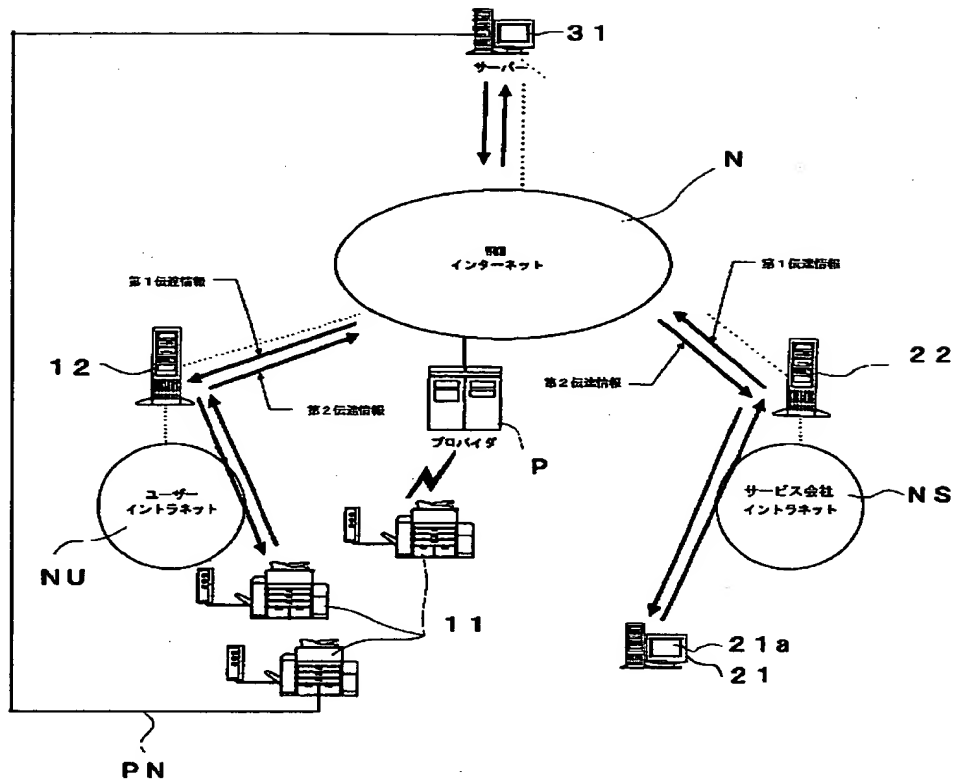 31
サーバー
N
インターネット
第1伝達情報
第1伝達情報
12
22
第2伝達情報
第2伝達情報
プロバイダ
P
ユーザー
イントラネット
サービス会社
イントラネット
NS
NU
11
21a
21
PN